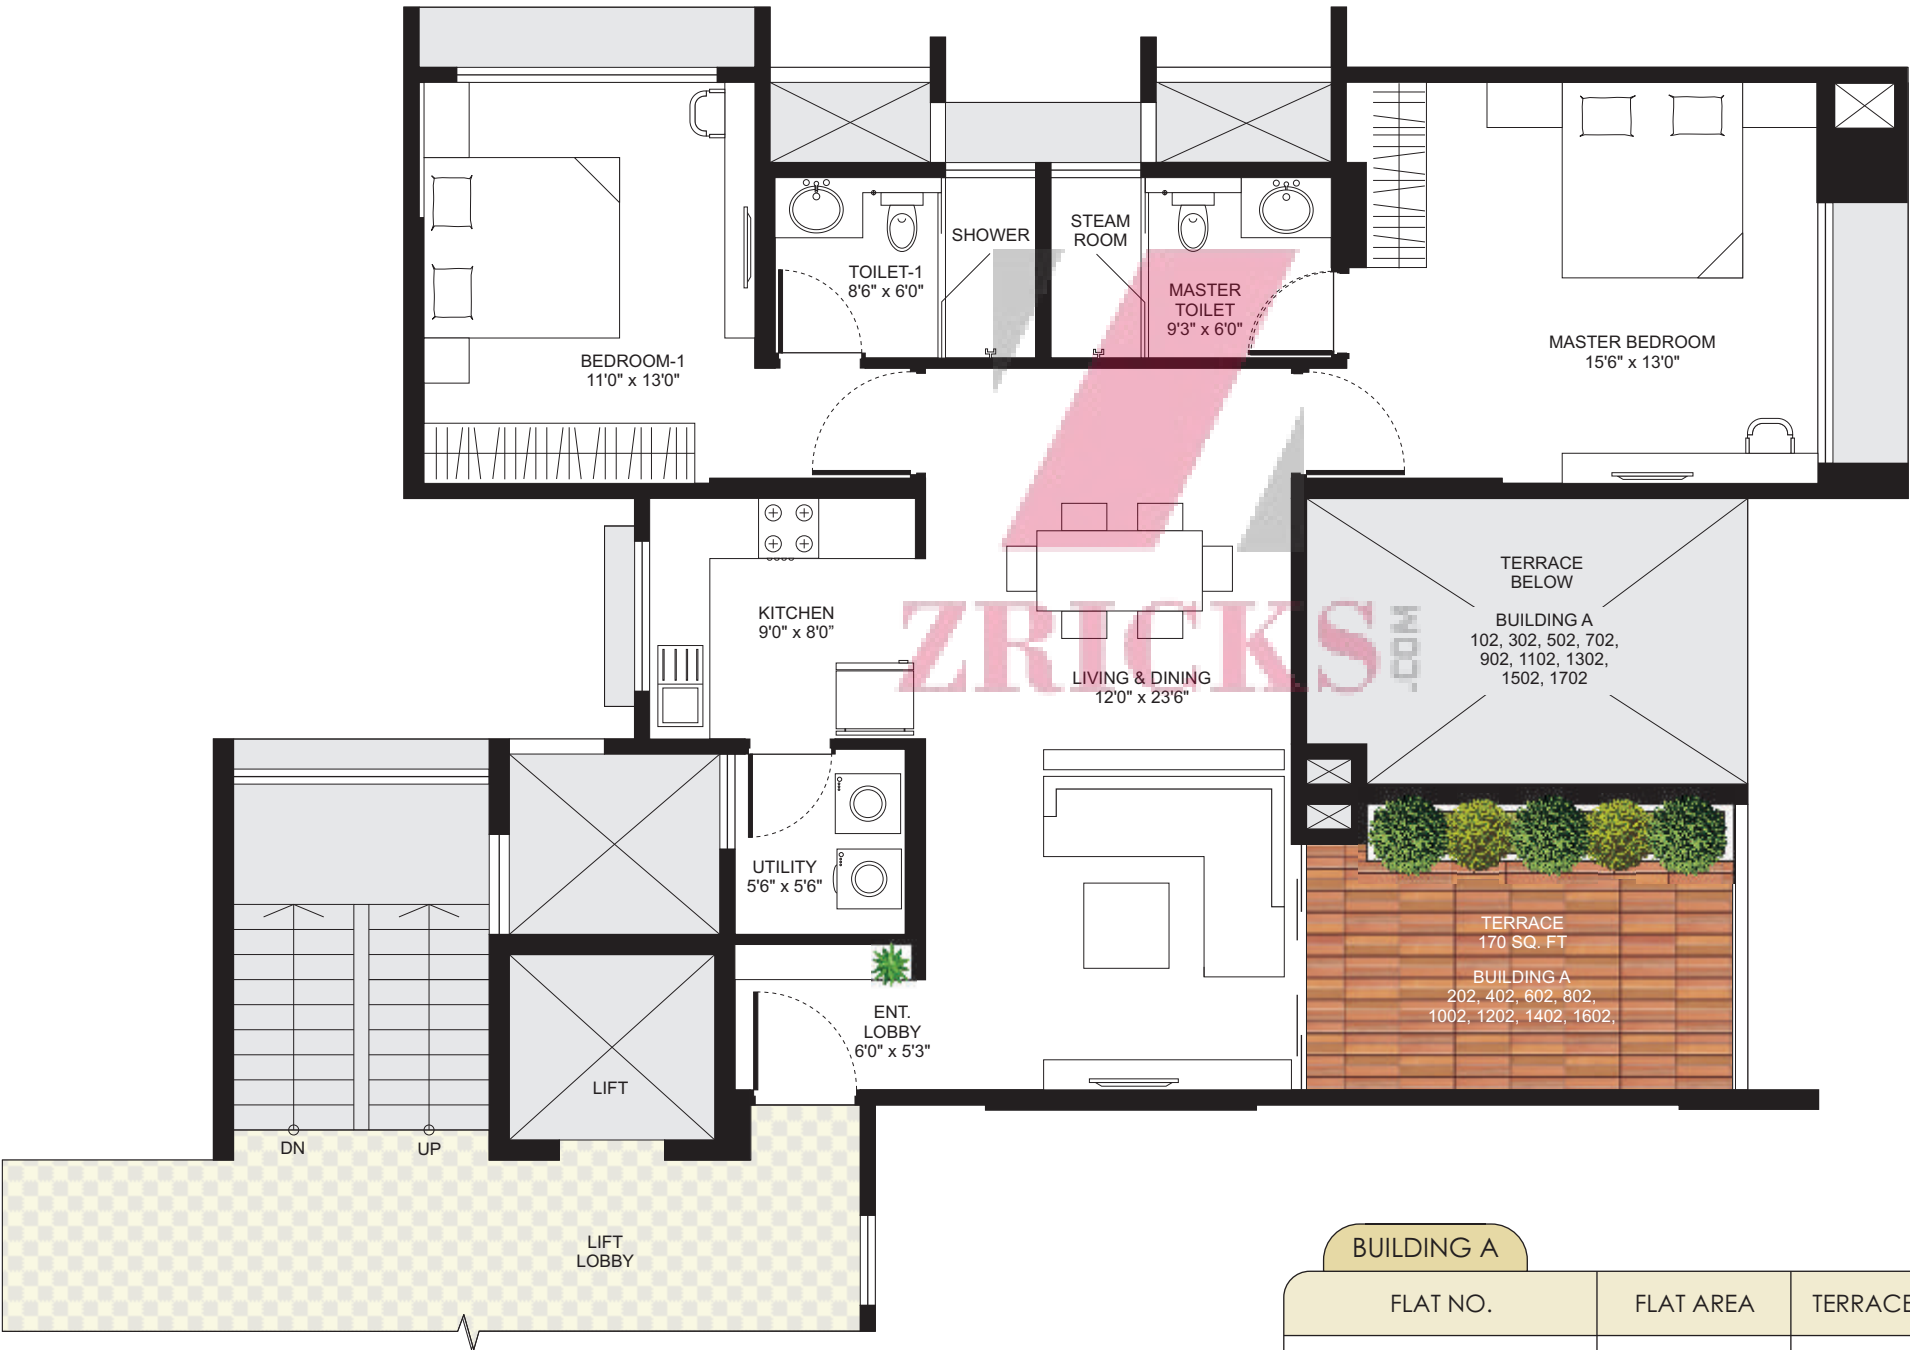 SHOWER
STEAM
ROOM
TOILET-1
8'6" x 6'0"
MASTER
TOILET
9'3" x 6'0"
BEDROOM-1
11'0" x 13'0"
MASTER BEDROOM
15'6" x 13'0"
KITCHEN
9'0" x 8'0"
TERRACE
BELOW
BUILDING A
102, 302, 502, 702,
902, 1102, 1302,
1502, 1702
ZRICKS.COM
LIVING & DINING
12'0" x 23'6"
UTILITY
5'6" x 5'6"
TERRACE
170 SQ. FT
BUILDING A
202, 402, 602, 802,
1002, 1202, 1402, 1602,
ENT.
LOBBY
6'0" x 5'3"
LIFT
DN
UP
LIFT
LOBBY
BUILDING A
FLAT NO.
FLAT AREA
TERRACE